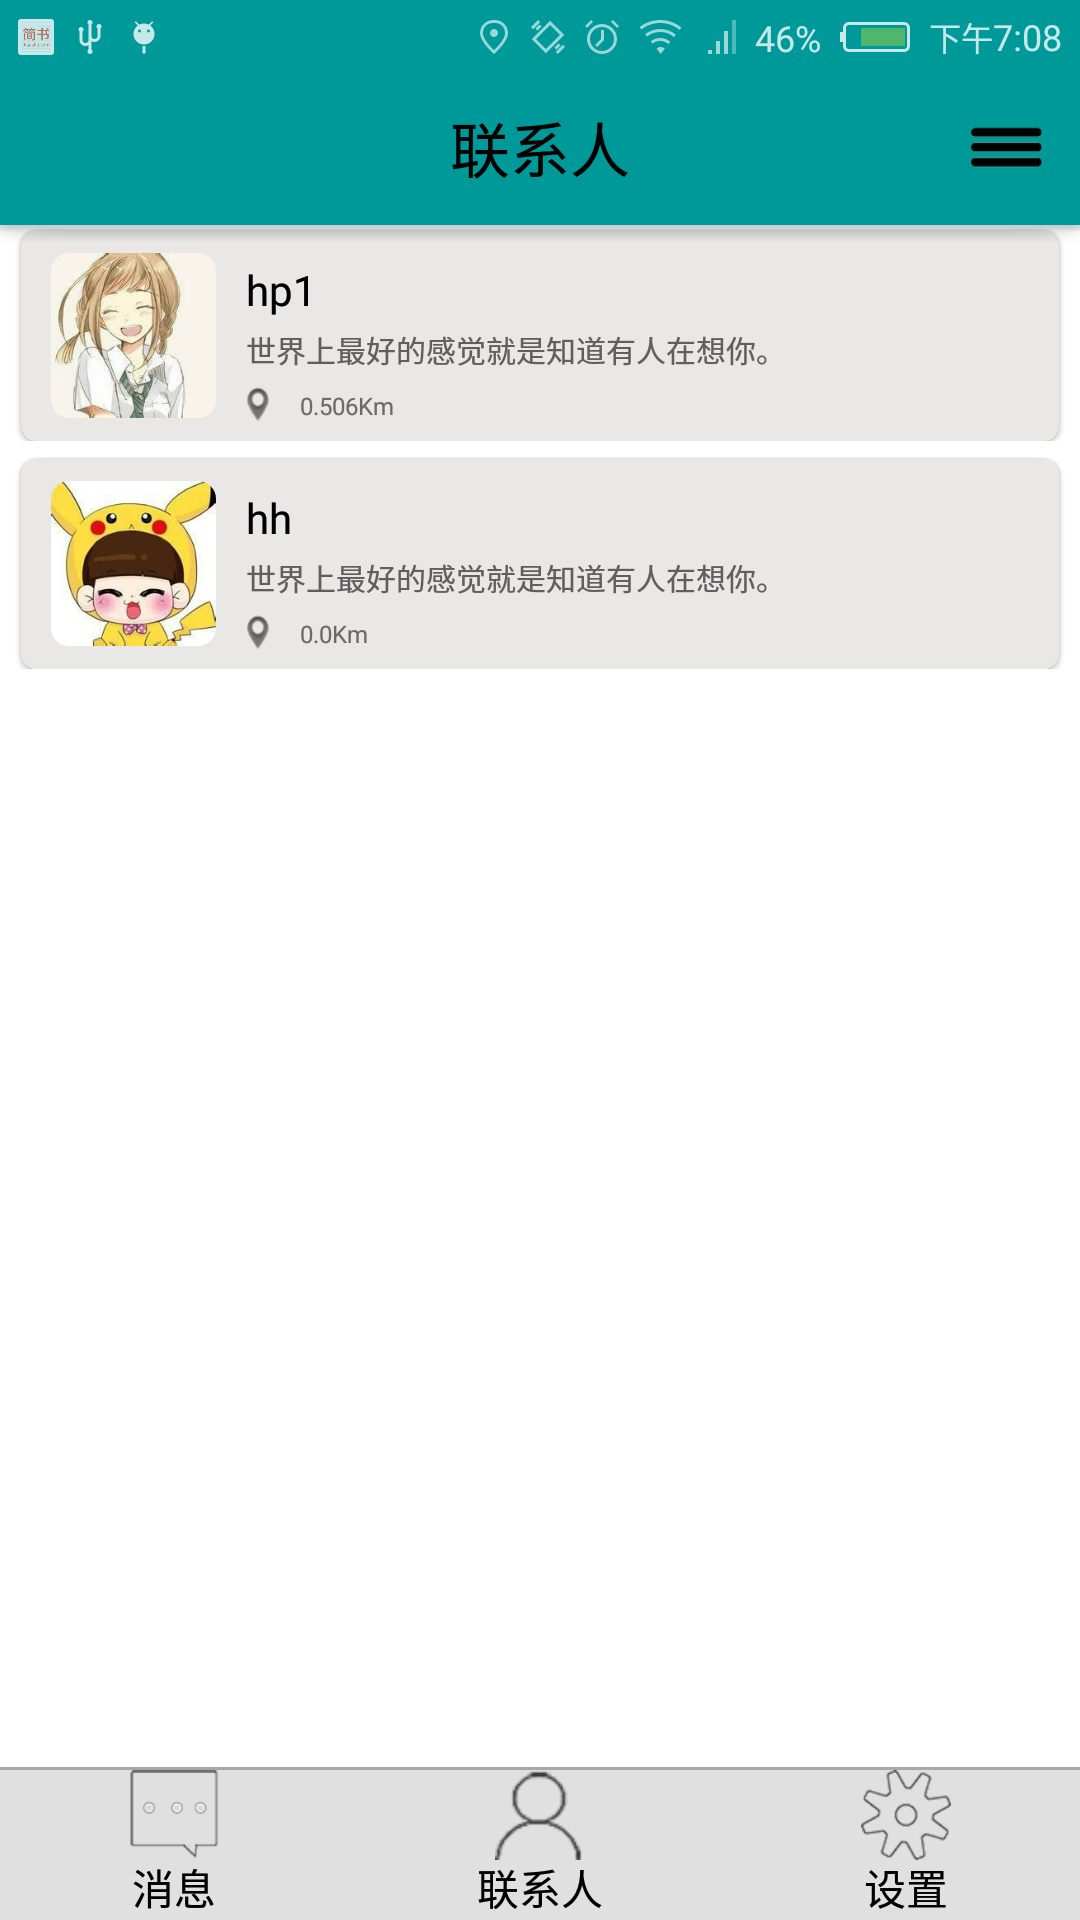 简书
46% 下午7:08
联系人
hp1
世界上最好的感觉就是知道有人在想你。
0.506Km
hh
世界上最好的感觉就是知道有人在想你。
0.0Km
消息 联系人 设置